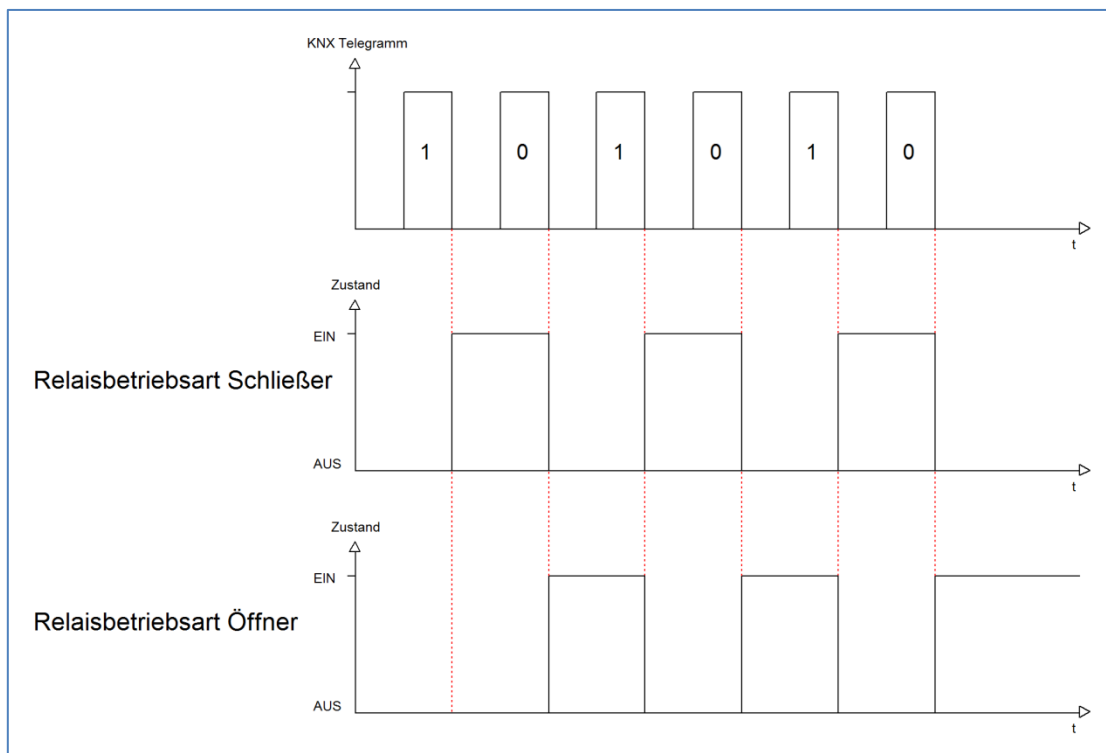 KNX Telegramm
1 0 1 0 1 0
t
Zustand
EIN
Relaisbetriebsart Schließer
AUS
t
Zustand
EIN
Relaisbetriebsart Öffner
AUS
t